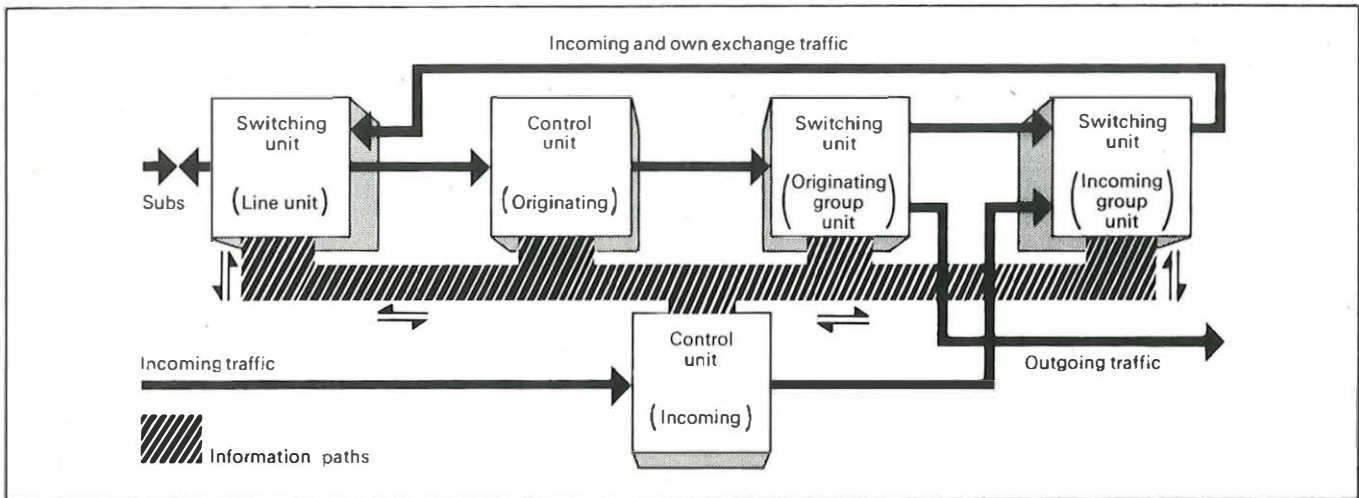 Incoming and own exchange traffic
Switching
unit
(Line unit)
Control
unit
(Originating)
Switching
unit
(Originating
group
unit)
Switching
unit
(Incoming
group
unit)
Subs
Incoming traffic
Control
unit
(Incoming)
Outgoing traffic
Information paths